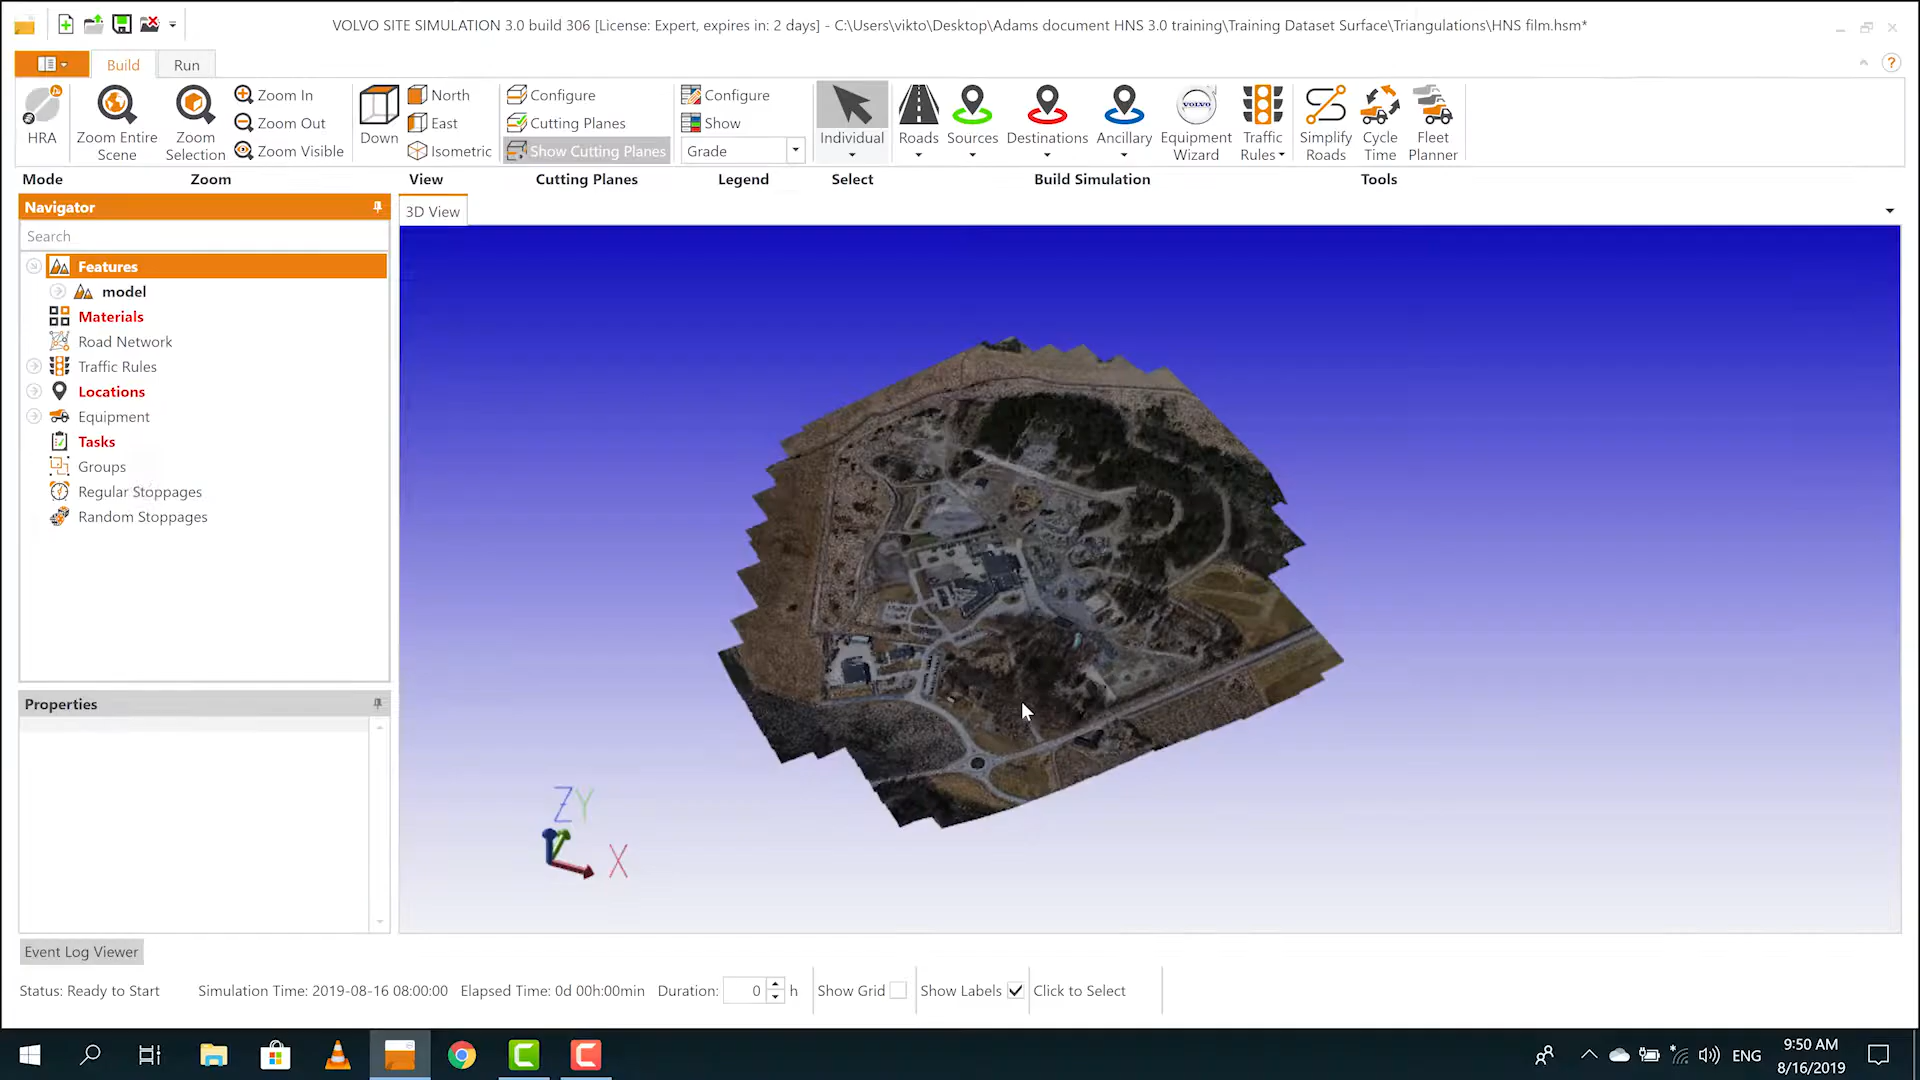 VOLVO SITE SIMULATION 3.0 build 306 [License: Expert, expires in: 2 days] - C:\Users\vikto\Desktop\Adams document HNS 3.0 training\Training Dataset Surface\Triangulations\HNS film.hsm*
Build
Run
?
HRA
Zoom Entire Scene
Zoom Selection
Zoom In
Zoom Out
Zoom Visible
Down
North
East
Isometric
Configure
Cutting Planes
Show Cutting Planes
Configure
Show
Grade
Individual
Roads
Sources
Destinations
Ancillary
VOLVO
Equipment Wizard
Traffic Rules
Simplify Roads
Cycle Time
Fleet Planner
Mode
Zoom
View
Cutting Planes
Legend
Select
Build Simulation
Tools
Navigator
3D View
Search
Features
model
Materials
Road Network
Traffic Rules
Locations
Equipment
Tasks
Groups
Regular Stoppages
Random Stoppages
Properties
Z
Y
X
Event Log Viewer
Status: Ready to Start
Simulation Time: 2019-08-16 08:00:00
Elapsed Time: 0d 00h:00min
Duration: 0 h
Show Grid
Show Labels
Click to Select
ENG
9:50 AM
8/16/2019